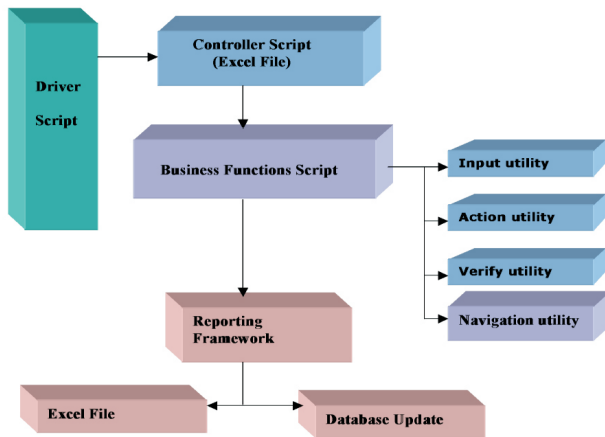 Driver
Script
Controller Script
(Excel File)
Business Functions Script
Input utility
Action utility
Verify utility
Navigation utility
Reporting
Framework
Excel File
Database Update